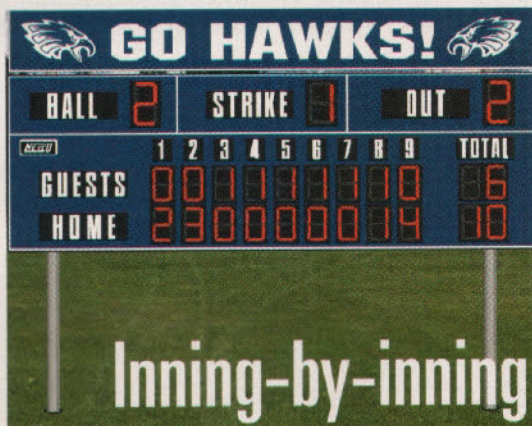 GO HAWKS!
BALL 2 STRIKE 1 OUT 2
1 2 3 4 5 6 7 8 9 TOTAL
GUESTS 0 0 1 1 1 1 1 1 0 6
HOME 2 3 0 0 0 0 0 1 4 10
Inning-by-inning